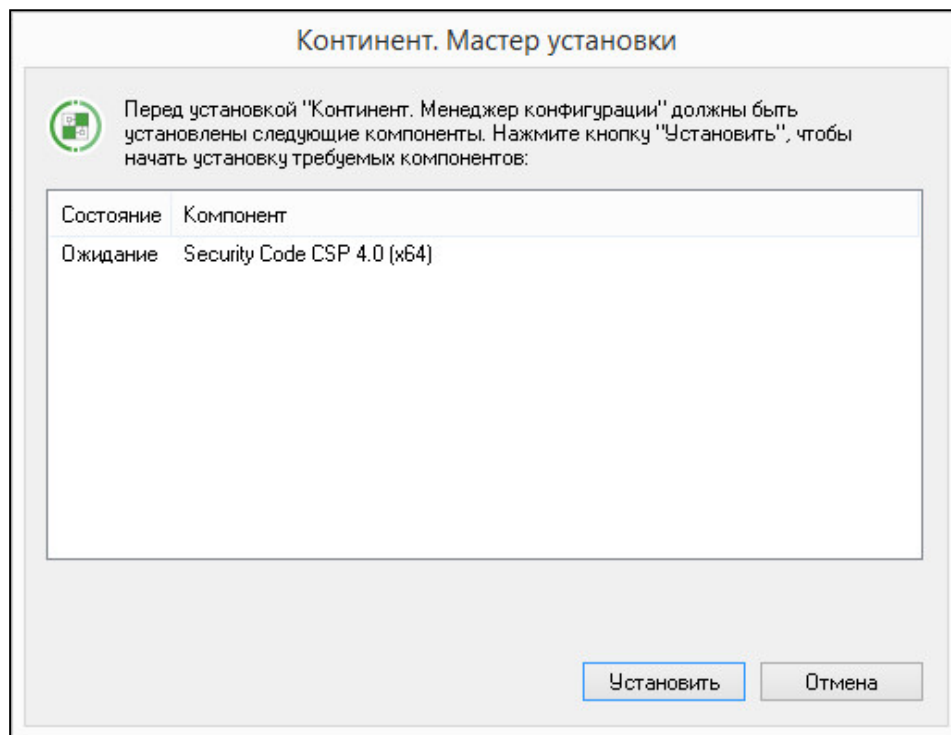 Континент. Мастер установки
Перед установкой "Континент. Менеджер конфигурации" должны быть
установлены следующие компоненты. Нажмите кнопку "Установить", чтобы
начать установку требуемых компонентов:
Состояние Компонент
Ожидание Security Code CSP 4.0 (x64)
Установить Отмена